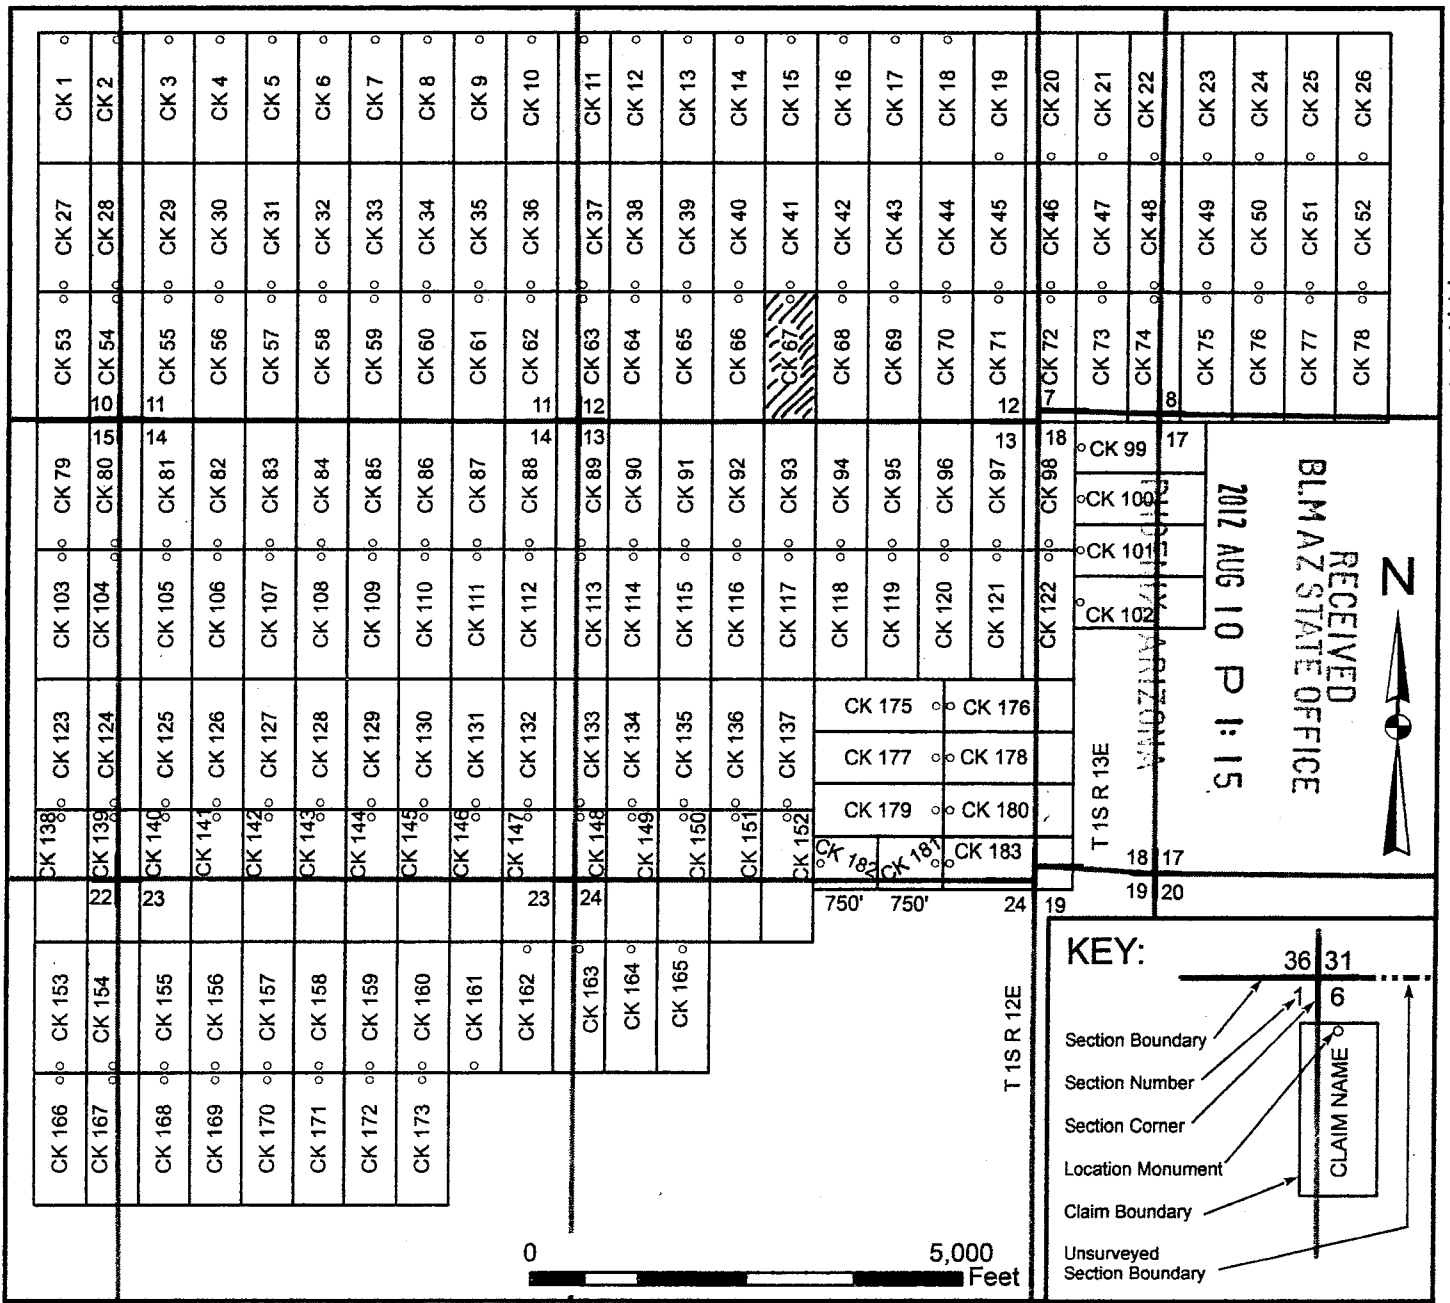 CK 1 CK 2 CK 3 CK 4 CK 5 CK 6 CK 7 CK 8 CK 9 CK 10 CK 11 CK 12 CK 13 CK 14 CK 15 CK 16 CK 17 CK 18 CK 19 CK 20 CK 21 CK 22 CK 23 CK 24 CK 25 CK 26
CK 27 CK 28 CK 29 CK 30 CK 31 CK 32 CK 33 CK 34 CK 35 CK 36 CK 37 CK 38 CK 39 CK 40 CK 41 CK 42 CK 43 CK 44 CK 45 CK 46 CK 47 CK 48 CK 49 CK 50 CK 51 CK 52
CK 53 CK 54 CK 55 CK 56 CK 57 CK 58 CK 59 CK 60 CK 61 CK 62 CK 63 CK 64 CK 65 CK 66 CK 67 CK 68 CK 69 CK 70 CK 71 CK 72 CK 73 CK 74 CK 75 CK 76 CK 77 CK 78
10 11 11 12 12 7 8
15 14 14 13 13 18 17
CK 79 CK 80 CK 81 CK 82 CK 83 CK 84 CK 85 CK 86 CK 87 CK 88 CK 89 CK 90 CK 91 CK 92 CK 93 CK 94 CK 95 CK 96 CK 97 CK 98
CK 99
CK 100
CK 101
CK 102
CK 103 CK 104 CK 105 CK 106 CK 107 CK 108 CK 109 CK 110 CK 111 CK 112 CK 113 CK 114 CK 115 CK 116 CK 117 CK 118 CK 119 CK 120 CK 121 CK 122
RECEIVED
BLM AZ STATE OFFICE
2012 AUG 10 P 1:15
PHOENIX, ARIZONA
N
CK 123 CK 124 CK 125 CK 126 CK 127 CK 128 CK 129 CK 130 CK 131 CK 132 CK 133 CK 134 CK 135 CK 136 CK 137
CK 175 CK 176
CK 177 CK 178
CK 179 CK 180
CK 182 CK 181 CK 183
T 1S R 13E
CK 138 CK 139 CK 140 CK 141 CK 142 CK 143 CK 144 CK 145 CK 146 CK 147 CK 148 CK 149 CK 150 CK 151 CK 152
18 17
22 23 23 24 750' 750' 24 19 19 20
CK 153 CK 154 CK 155 CK 156 CK 157 CK 158 CK 159 CK 160 CK 161 CK 162 CK 163 CK 164 CK 165
T 1S R 12E
CK 166 CK 167 CK 168 CK 169 CK 170 CK 171 CK 172 CK 173
0 5,000
Feet
KEY:
36 31
1 6
Section Boundary
Section Number
Section Corner
Location Monument
Claim Boundary
Unsurveyed
Section Boundary
CLAIM NAME